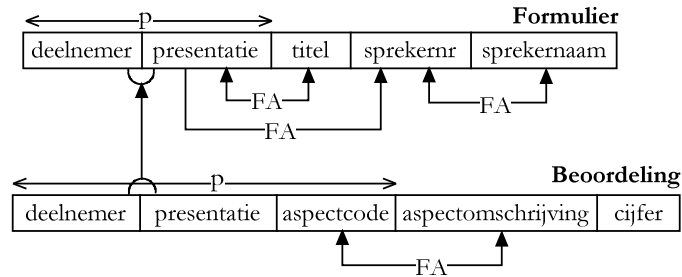 p
Formulier
deelnemer presentatie titel sprekernr sprekernaam
FA FA
FA
p
Beoordeling
deelnemer presentatie aspectcode aspectomschrijving cijfer
FA